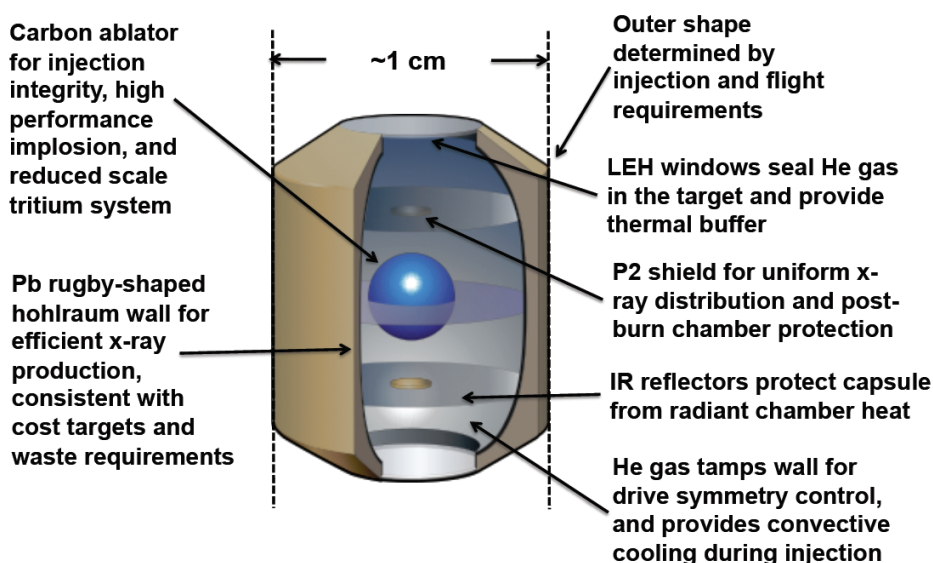 Carbon ablator
for injection
integrity, high
performance
implosion, and
reduced scale
tritium system
Pb rugby-shaped
hohlraum wall for
efficient x-ray
production,
consistent with
cost targets and
waste requirements
~1 cm
Outer shape
determined by
injection and flight
requirements
LEH windows seal He gas
in the target and provide
thermal buffer
P2 shield for uniform x-
ray distribution and post-
burn chamber protection
IR reflectors protect capsule
from radiant chamber heat
He gas tamps wall for
drive symmetry control,
and provides convective
cooling during injection